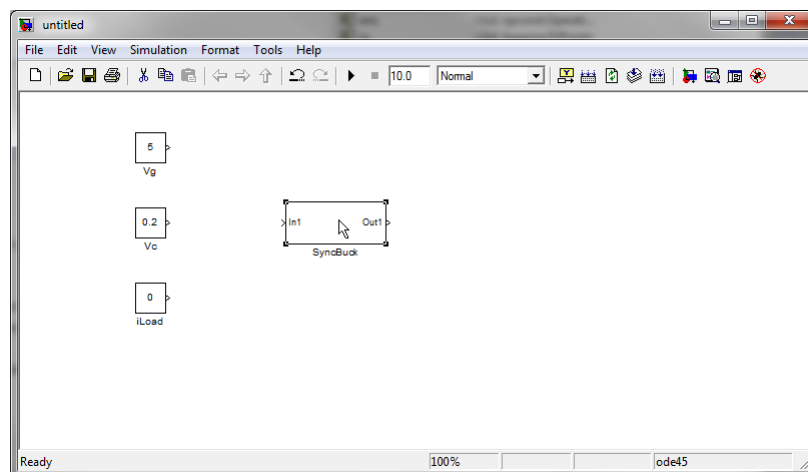 untitled
File Edit View Simulation Format Tools Help
10.0 Normal
5
Vg
0.2
Vc
In1 Out1
SyncBuck
0
iLoad
Ready 100% ode45